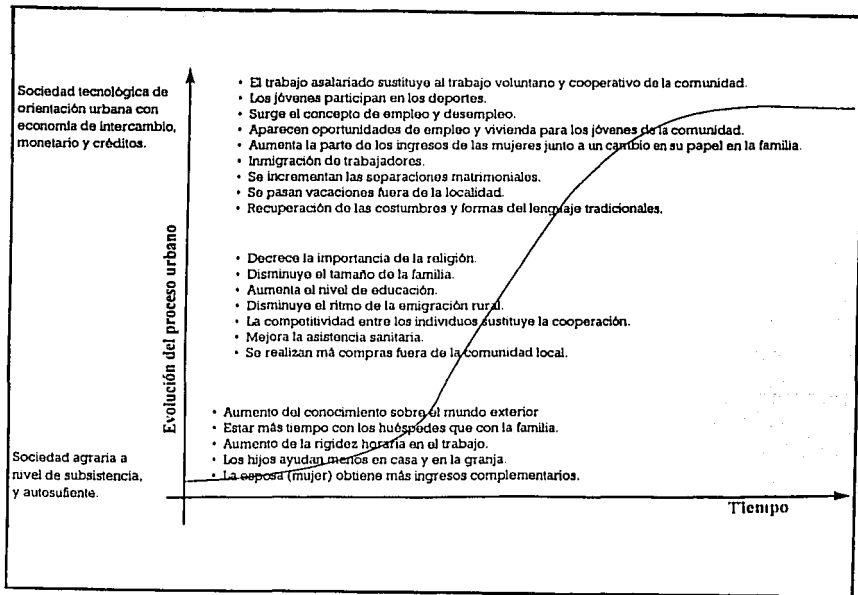 Sociedad tecnológica de
orientación urbana con
economía de intercambio,
monetario y créditos.
• El trabajo asalariado sustituye al trabajo voluntano y cooperativo de la comunidad.
• Los jóvenes participan en los deportes.
• Surge el concepto de empleo y desempleo.
• Aparecen oportunidados de empleo y vivienda para los jóvenes de la comunidad.
• Aumenta la parte de los ingresos de las mujeres junto a un cambio en su papel en la familia.
• Inmigración de trabajadores.
• Se incrementan las separaciones matrimoniales.
• Se pasan vacaciones fuera de la localidad.
• Recuperación de las costumbres y formas del lenguaje tradicionales.
• Decrece la importancia de la religión.
• Disminuye el tamaño de la familia.
• Aumenta el nivel de educación.
• Disminuye el ritmo de la emigración rural.
• La competitividad entre los individuos sustituye la cooperación.
• Mejora la asistencia sanitaria.
• Se realizan má compras fuera de la comunidad local.
Evolución del proceso urbano
• Aumento del conocimiento sobre el mundo exterior
• Estar más tiempo con los huéspedes que con la familia.
• Aumento de la rigidez horaria en el trabajo.
• Los hijos ayudan menos en casa y en la granja.
• La esposa (mujer) obtiene más ingresos complementarios.
Sociedad agraria a
nivel de subsistencia,
y autosufiente.
Tiempo